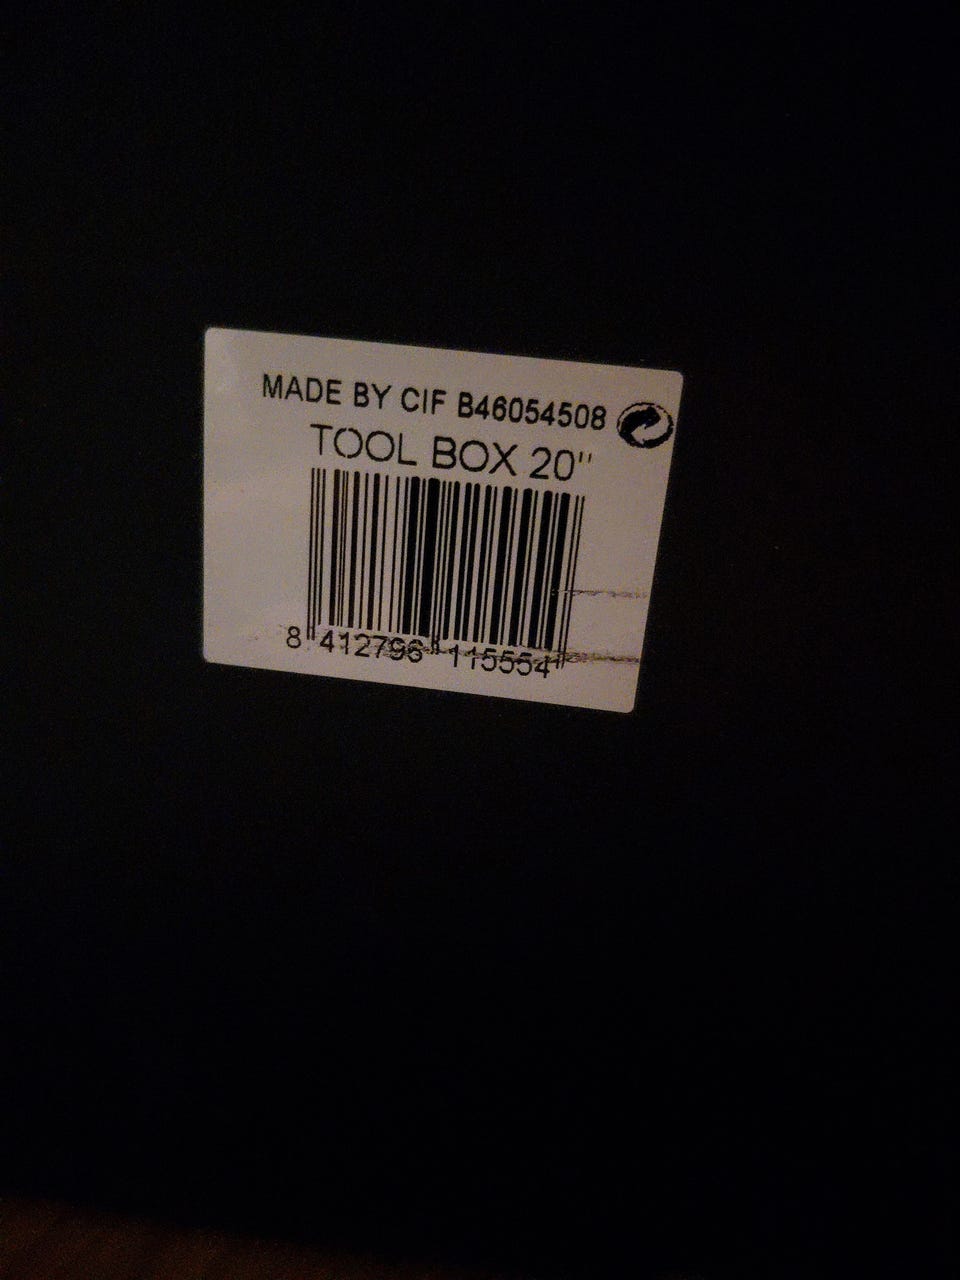 MADE BY CIF B46054508
TOOL BOX 20"
8 412796 115554